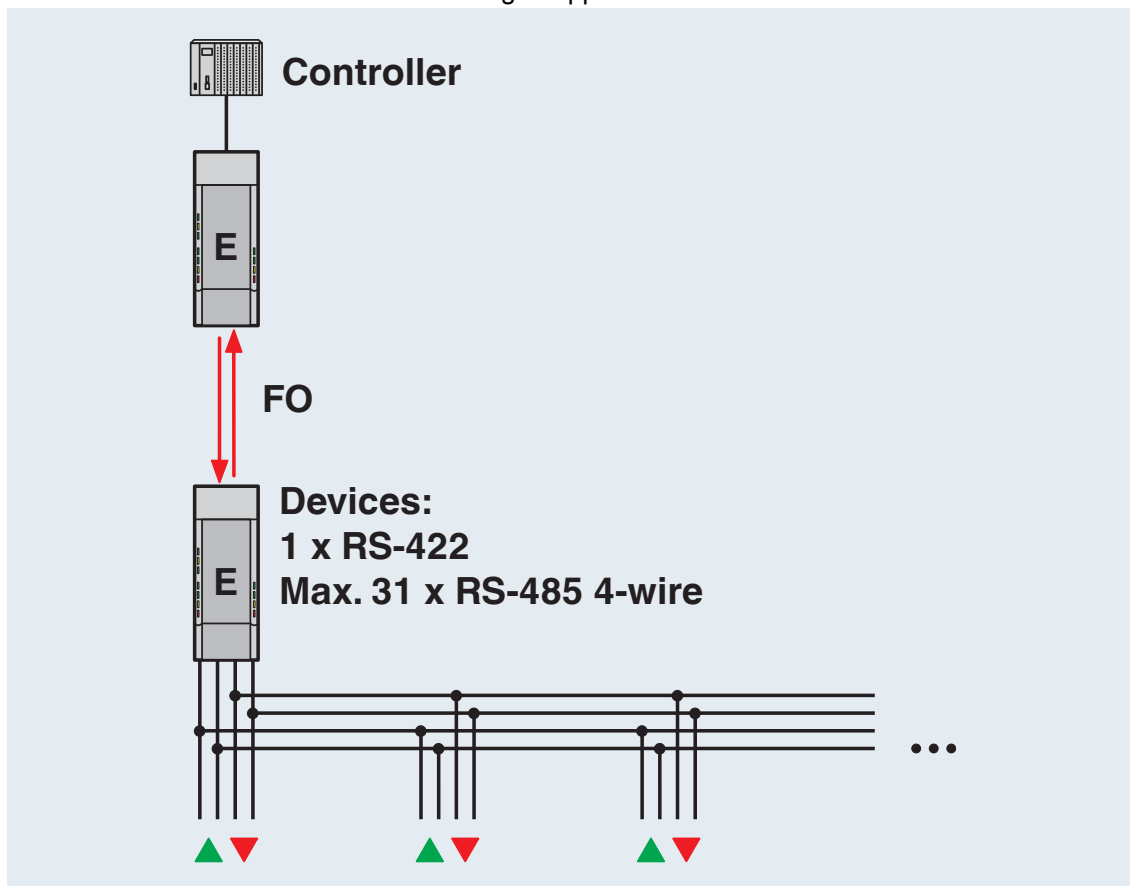 Controller
E
FO
E
Devices:
1 x RS-422
Max. 31 x RS-485 4-wire